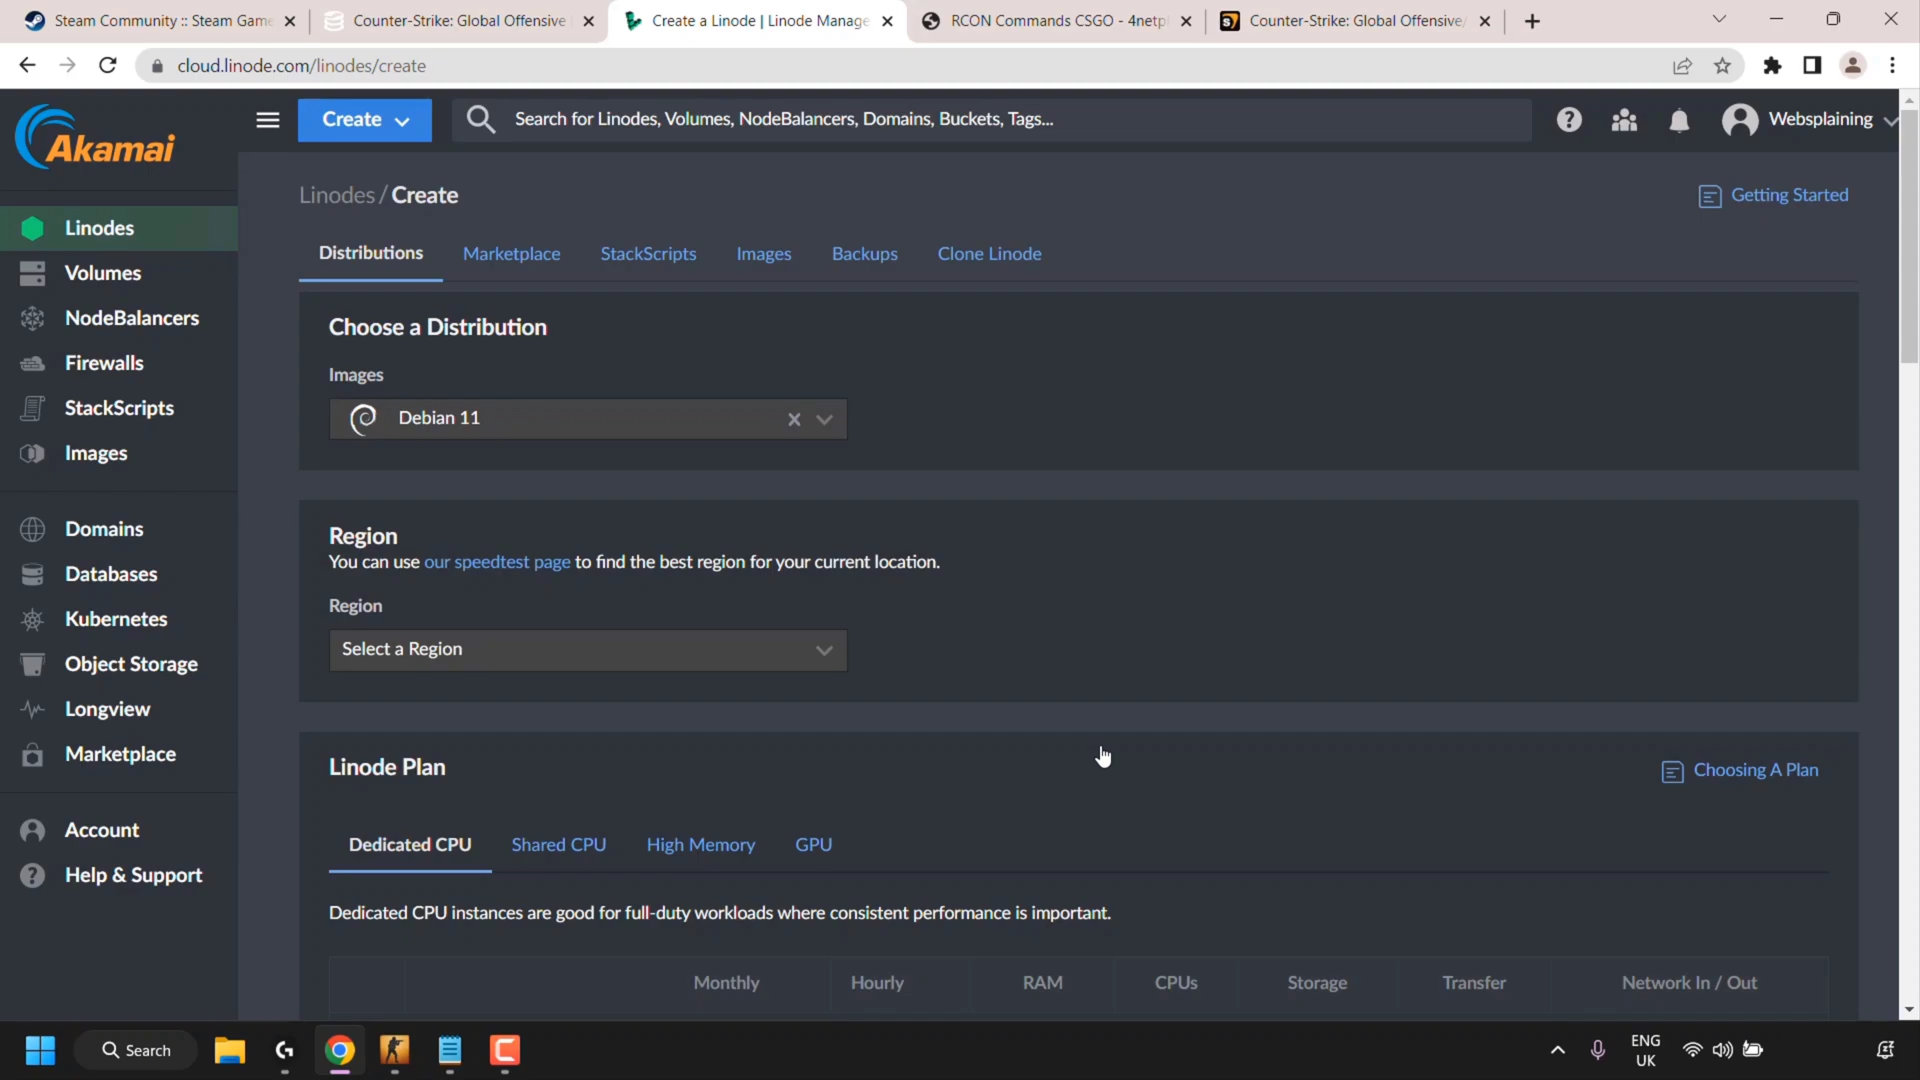 Steam Community :: Steam Game
Counter-Strike: Global Offensive
Create a Linode | Linode Manage
RCON Commands CSGO - 4netp
Counter-Strike: Global Offensive/
cloud.linode.com/linodes/create
Akamai
Create
Search for Linodes, Volumes, NodeBalancers, Domains, Buckets, Tags...
Websplaining
Linodes / Create
Getting Started
Linodes
Volumes
NodeBalancers
Firewalls
StackScripts
Images
Domains
Databases
Kubernetes
Object Storage
Longview
Marketplace
Account
Help & Support
Distributions
Marketplace
StackScripts
Images
Backups
Clone Linode
Choose a Distribution
Images
Debian 11
Region
You can use our speedtest page to find the best region for your current location.
Region
Select a Region
Linode Plan
Choosing A Plan
Dedicated CPU
Shared CPU
High Memory
GPU
Dedicated CPU instances are good for full-duty workloads where consistent performance is important.
Monthly
Hourly
RAM
CPUs
Storage
Transfer
Network In / Out
Search
ENG
UK